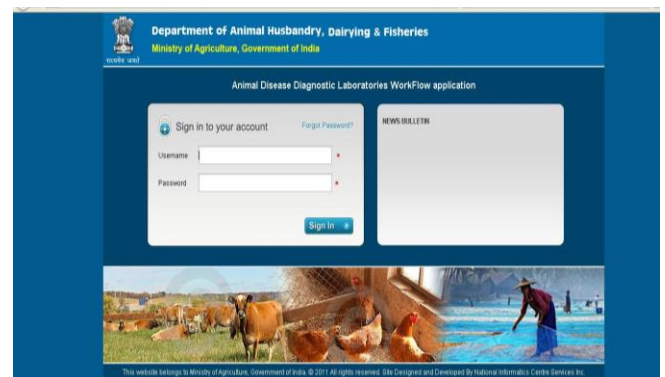 Department of Animal Husbandry, Dairying & Fisheries
Ministry of Agriculture, Government of India
सत्यमेव जयते
Animal Disease Diagnostic Laboratories WorkFlow application
Sign in to your account
Forgot Password?
Username *
Password *
Sign In
NEWS BULLETIN
This website belongs to Ministry of Agriculture, Government of India. © 2011 All rights reserved. Site Designed and Developed By National Informatics Centre Services Inc.